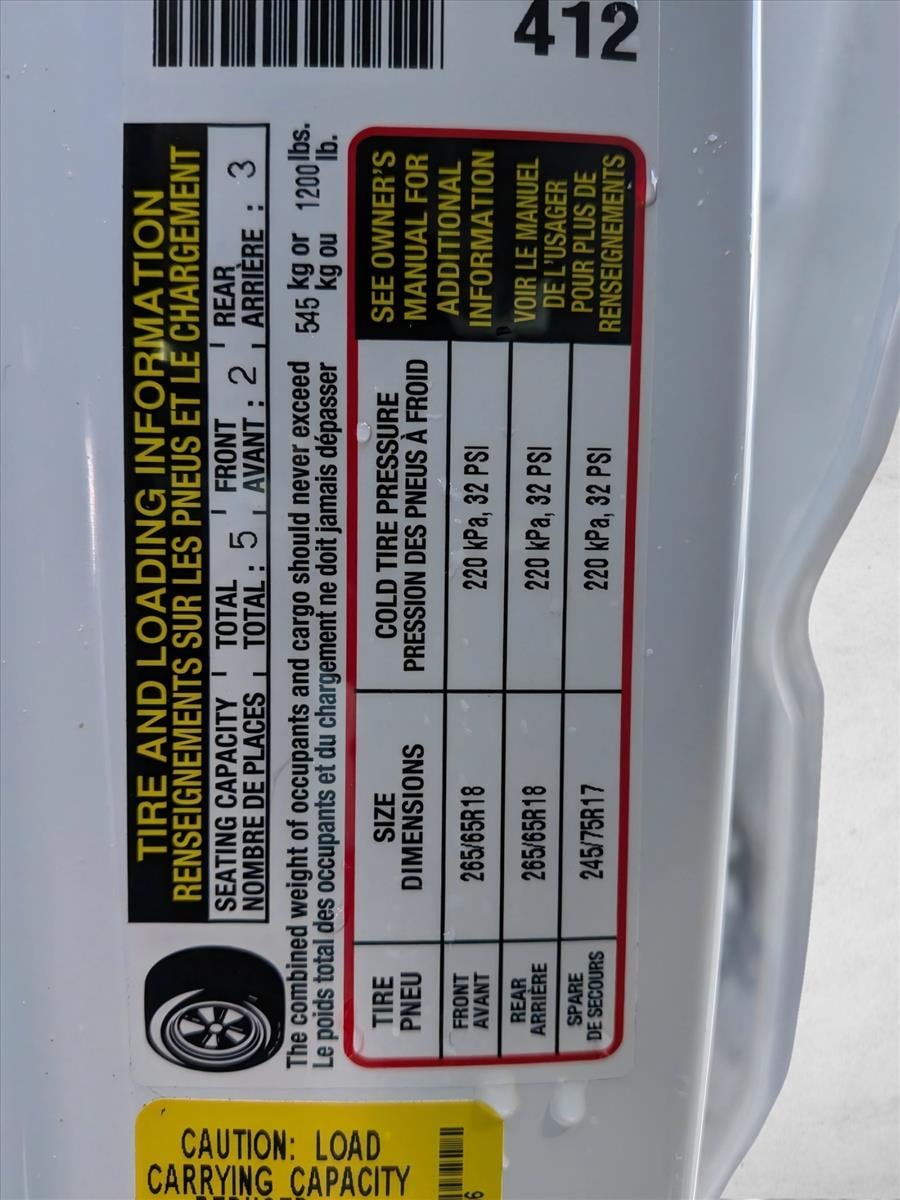 412
TIRE AND LOADING INFORMATION
RENSEIGNEMENTS SUR LES PNEUS ET LE CHARGEMENT
SEATING CAPACITY TOTAL FRONT REAR
NOMBRE DE PLACES TOTAL : 5 AVANT : 2 ARRIÈRE : 3
The combined weight of occupants and cargo should never exceed 545 kg or 1200 lbs.
Le poids total des occupants et du chargement ne doit jamais dépasser kg ou lb.
TIRE SIZE COLD TIRE PRESSURE
PNEU DIMENSIONS PRESSION DES PNEUS À FROID
FRONT
AVANT 265/65R18 220 kPa, 32 PSI
REAR
ARRIÈRE 265/65R18 220 kPa, 32 PSI
SPARE
DE SECOURS 245/75R17 220 kPa, 32 PSI
SEE OWNER'S
MANUAL FOR
ADDITIONAL
INFORMATION
VOIR LE MANUEL
DE L'USAGER
POUR PLUS DE
RENSEIGNEMENTS
CAUTION: LOAD
CARRYING CAPACITY